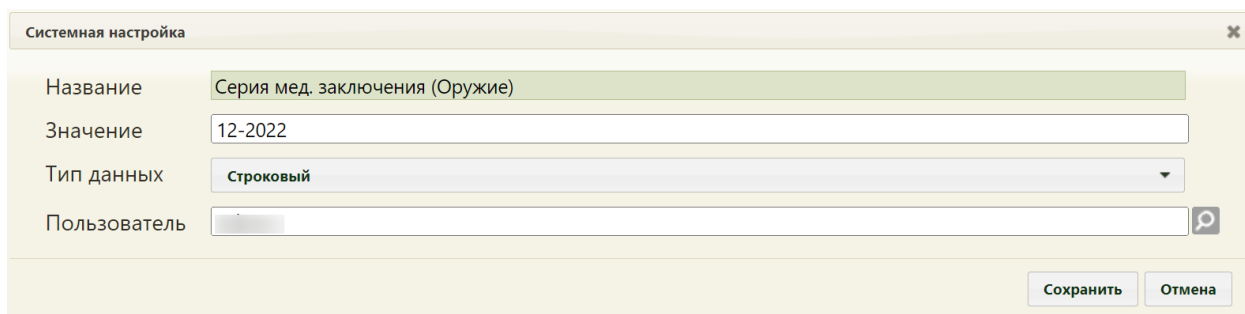 Системная настройка
Название Серия мед. заключения (Оружие)
Значение 12-2022
Тип данных Строковый
Пользователь
Сохранить Отмена